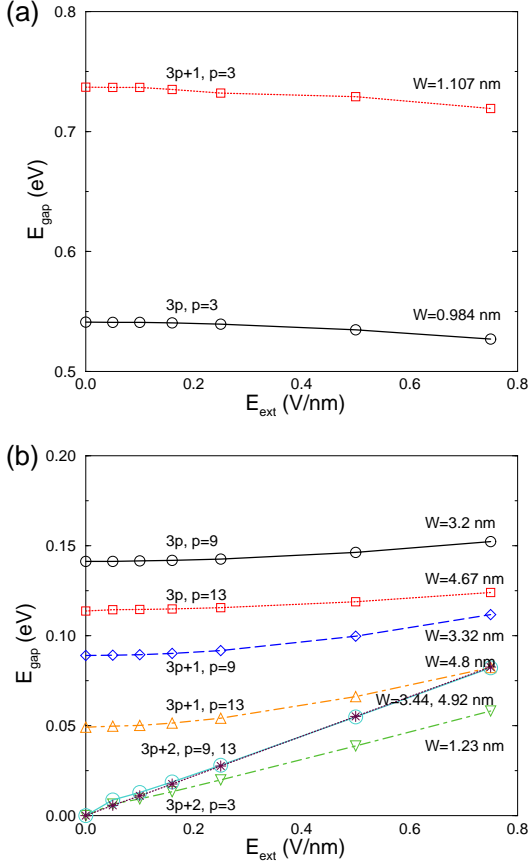 (a)
0.8
3p+1, p=3
W=1.107 nm
0.7
E_gap (eV)
0.6
3p, p=3
W=0.984 nm
0.5
0.0 0.2 0.4 0.6 0.8
E_ext (V/nm)
(b)
0.20
W=3.2 nm
3p, p=9
0.15
W=4.67 nm
3p, p=13
0.10
E_gap (eV)
W=3.32 nm
3p+1, p=9
W=4.8 nm
3p+1, p=13
W=3.44, 4.92 nm
0.05
3p+2, p=9, 13
W=1.23 nm
3p+2, p=3
0.00
0.0 0.2 0.4 0.6 0.8
E_ext (V/nm)